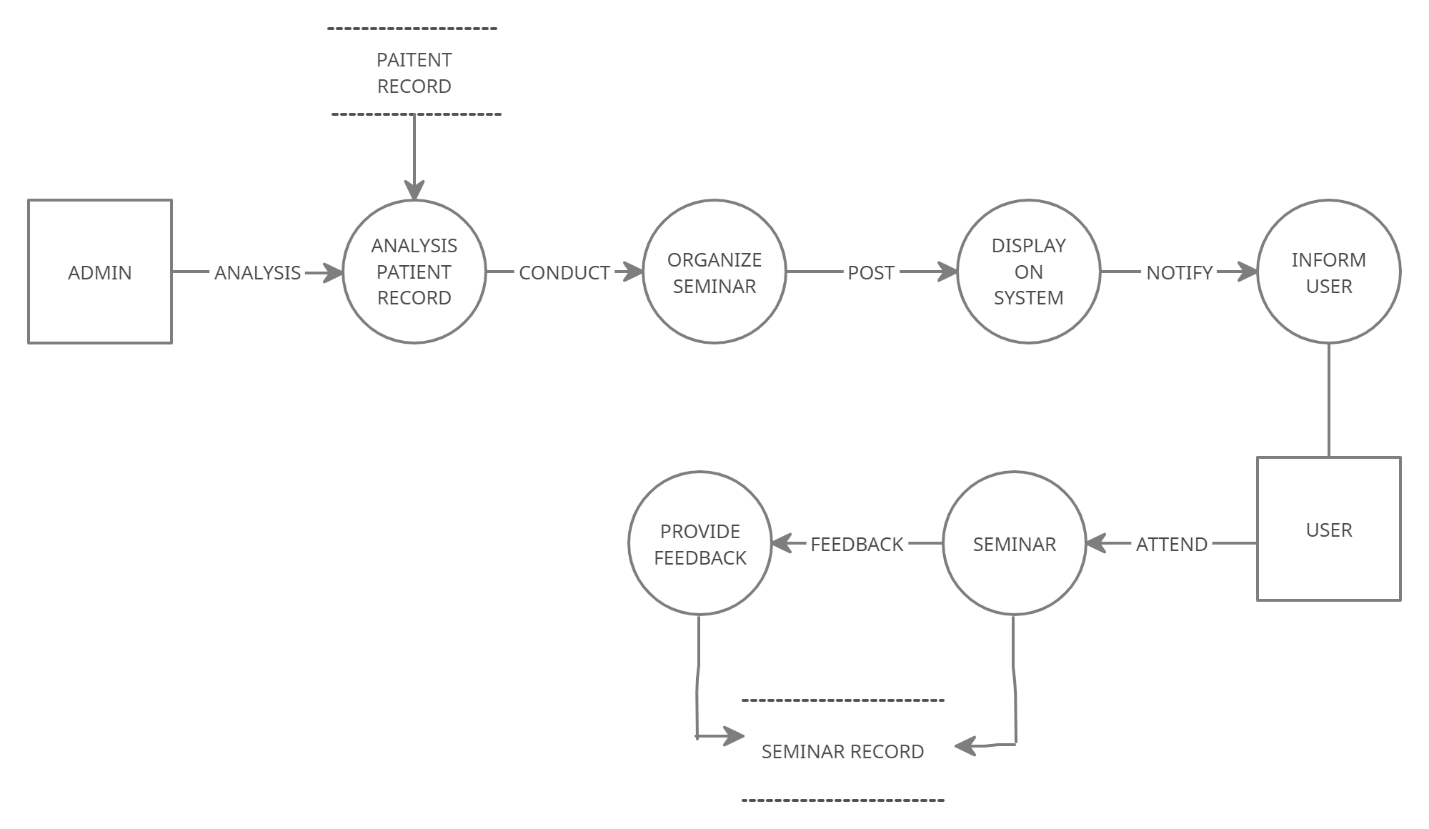 PAITENT
RECORD
ADMIN
ANALYSIS
ANALYSIS
PATIENT
RECORD
CONDUCT
ORGANIZE
SEMINAR
POST
DISPLAY
ON
SYSTEM
NOTIFY
INFORM
USER
PROVIDE
FEEDBACK
FEEDBACK
SEMINAR
ATTEND
USER
SEMINAR RECORD